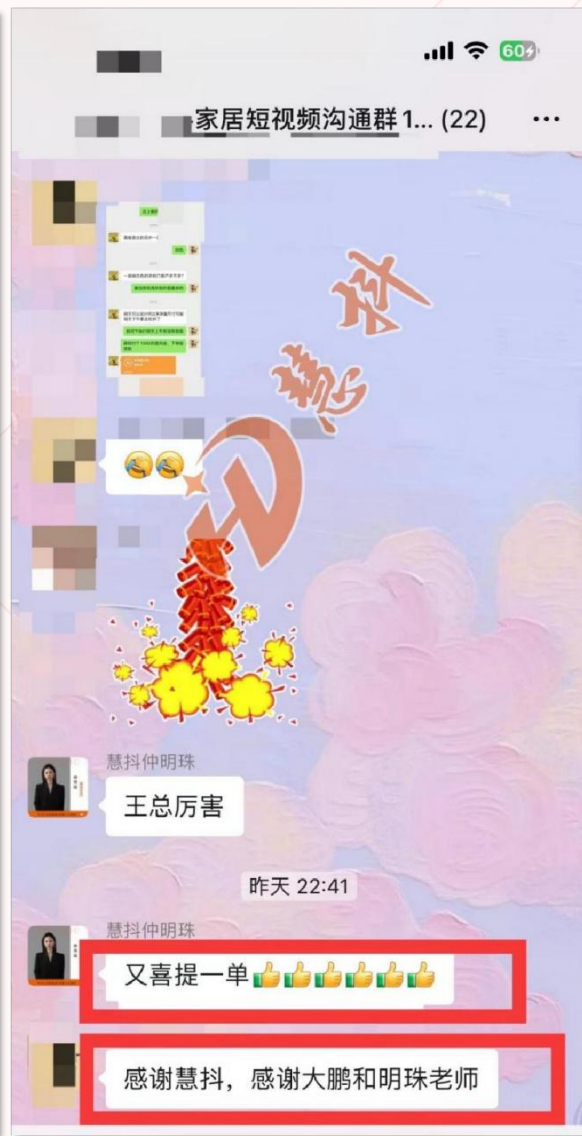 60
家居短视频沟通群1... (22)
慧抖
慧抖仲明珠
王总厉害
昨天 22:41
慧抖仲明珠
又喜提一单👍👍👍👍👍👍
感谢慧抖，感谢大鹏和明珠老师